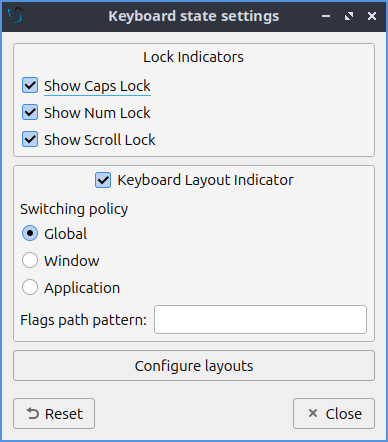 Keyboard state settings
Lock Indicators
Show Caps Lock
Show Num Lock
Show Scroll Lock
Keyboard Layout Indicator
Switching policy
Global
Window
Application
Flags path pattern:
Configure layouts
Reset
Close